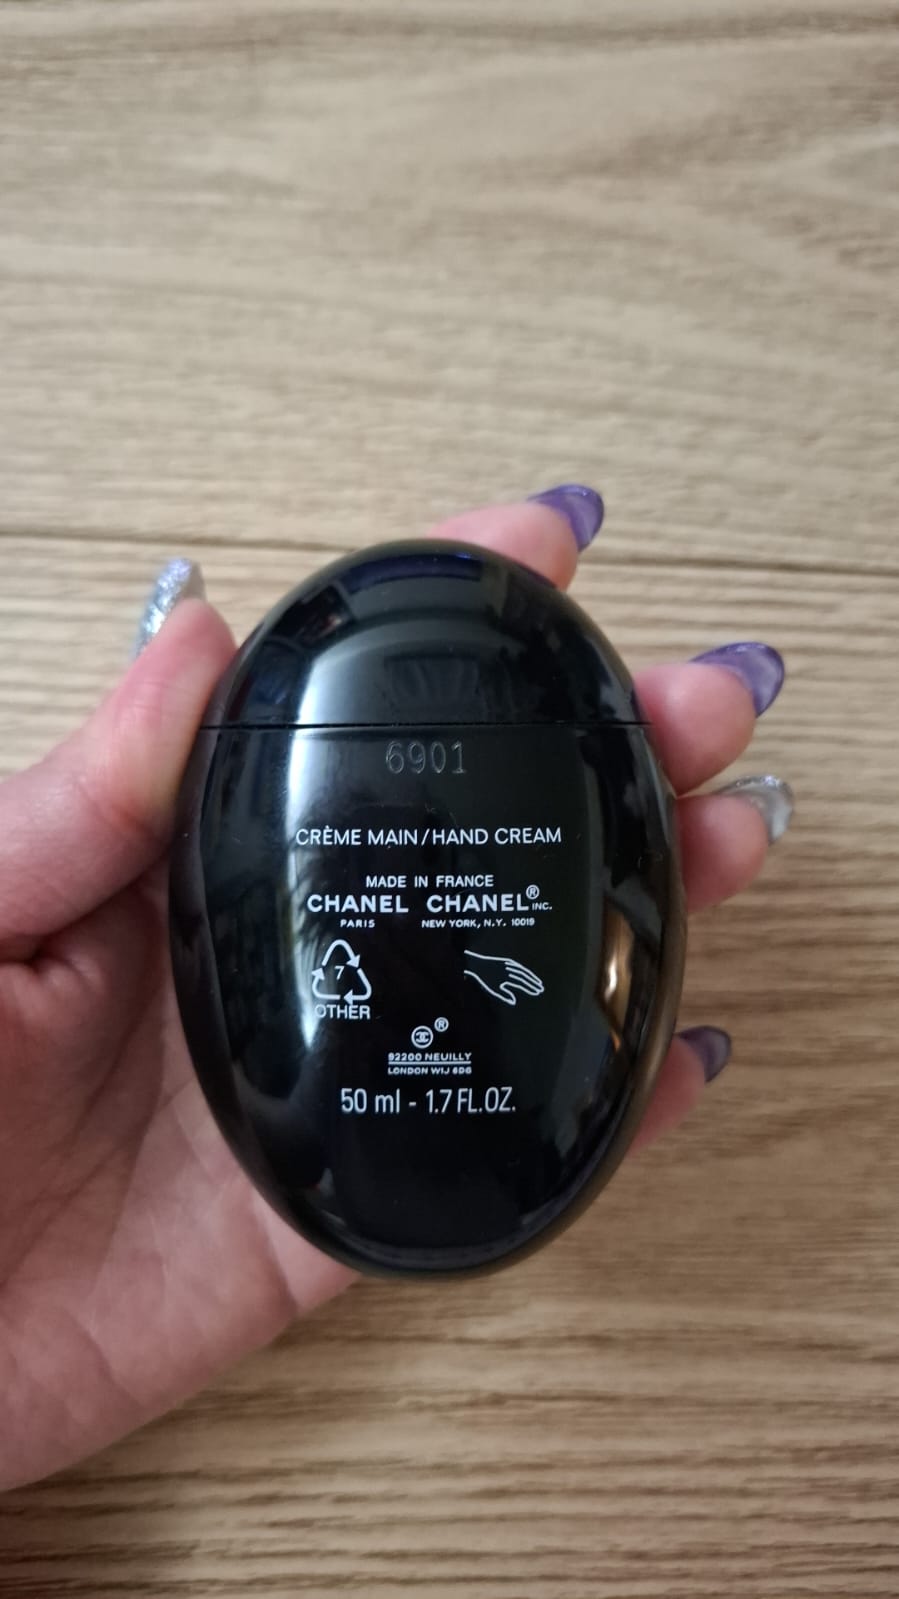 6901
CRÈME MAIN/HAND CREAM
MADE IN FRANCE
CHANEL CHANEL® INC.
PARIS NEW YORK, N.Y. 10019
7
OTHER
®
92200 NEUILLY
LONDON W1J 6DG
50 ml - 1.7 FL.OZ.